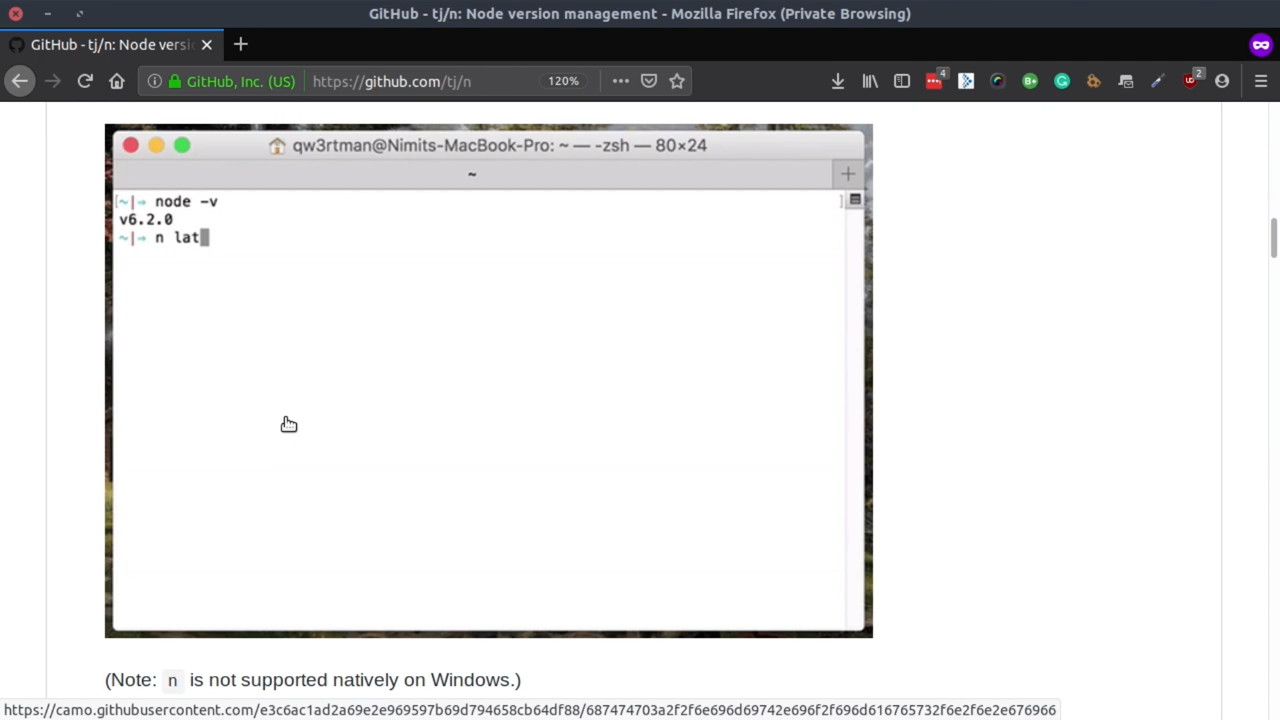 GitHub - tj/n: Node version management - Mozilla Firefox (Private Browsing)
GitHub - tj/n: Node versi
GitHub, Inc. (US)
https://github.com/tj/n
120%
4
2
qw3rtman@Nimits-MacBook-Pro: ~ — -zsh — 80×24
~
[~|⇒ node -v ]
v6.2.0
~|⇒ n lat
(Note: n is not supported natively on Windows.)
https://camo.githubusercontent.com/e3c6ac1ad2a69e2e969597b69d794658cb64df88/687474703a2f2f6e696d69742e696f2f696d616765732f6e2f6e2e676966